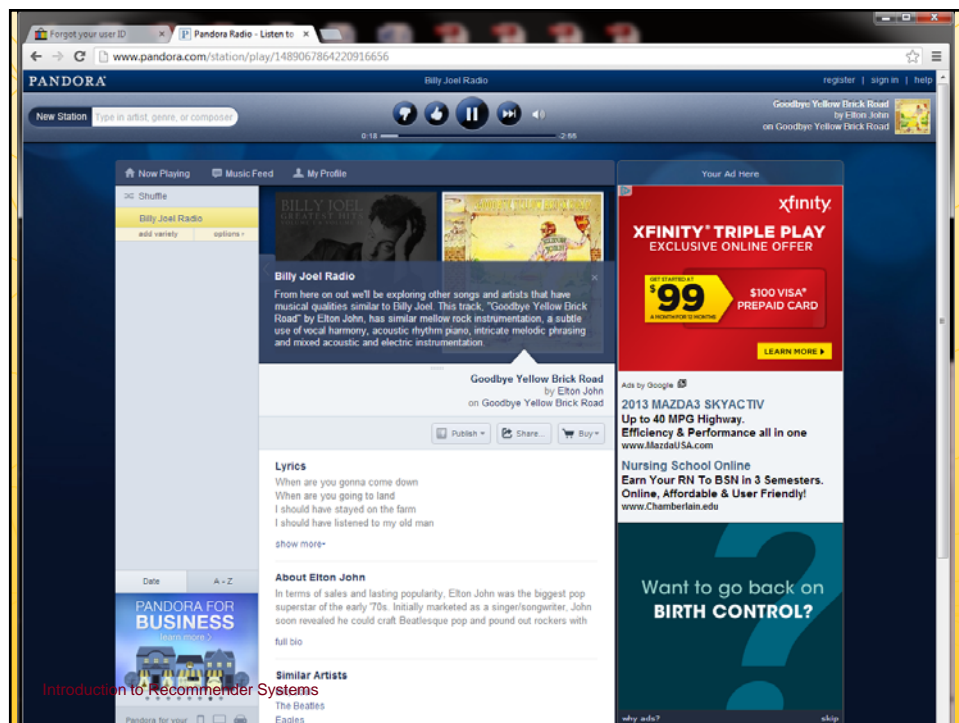 Forgot your user ID
Pandora Radio - Listen to
www.pandora.com/station/play/1489067864220916656
PANDORA
Billy Joel Radio
register | sign in | help
New Station
Type in artist, genre, or composer
0:18
-2:56
Goodbye Yellow Brick Road
by Elton John
on Goodbye Yellow Brick Road
Now Playing
Music Feed
My Profile
Your Ad Here
Shuffle
Billy Joel Radio
add variety
options
BILLY JOEL
GREATEST HITS
GOODBYE YELLOW BRICK ROAD
Billy Joel Radio
From here on out we'll be exploring other songs and artists that have
musical qualities similar to Billy Joel. This track, "Goodbye Yellow Brick
Road" by Elton John, has similar mellow rock instrumentation, a subtle
use of vocal harmony, acoustic rhythm piano, intricate melodic phrasing
and mixed acoustic and electric instrumentation.
Goodbye Yellow Brick Road
by Elton John
on Goodbye Yellow Brick Road
Publish
Share...
Buy
Lyrics
When are you gonna come down
When are you going to land
I should have stayed on the farm
I should have listened to my old man
show more
About Elton John
In terms of sales and lasting popularity, Elton John was the biggest pop
superstar of the early '70s. Initially marketed as a singer/songwriter, John
soon revealed he could craft Beatlesque pop and pound out rockers with
full bio
Similar Artists
The Beatles
Eagles
Date
A - Z
PANDORA FOR
BUSINESS
learn more >
Introduction to Recommender Systems
Pandora for your
xfinity.
XFINITY® TRIPLE PLAY
EXCLUSIVE ONLINE OFFER
GET STARTED AT
$99
A MONTH FOR 12 MONTHS
$100 VISA®
PREPAID CARD
LEARN MORE
Ads by Google
2013 MAZDA3 SKYACTIV
Up to 40 MPG Highway.
Efficiency & Performance all in one
www.MazdaUSA.com
Nursing School Online
Earn Your RN To BSN in 3 Semesters.
Online, Affordable & User Friendly!
www.Chamberlain.edu
Want to go back on
BIRTH CONTROL?
why ads?
skip